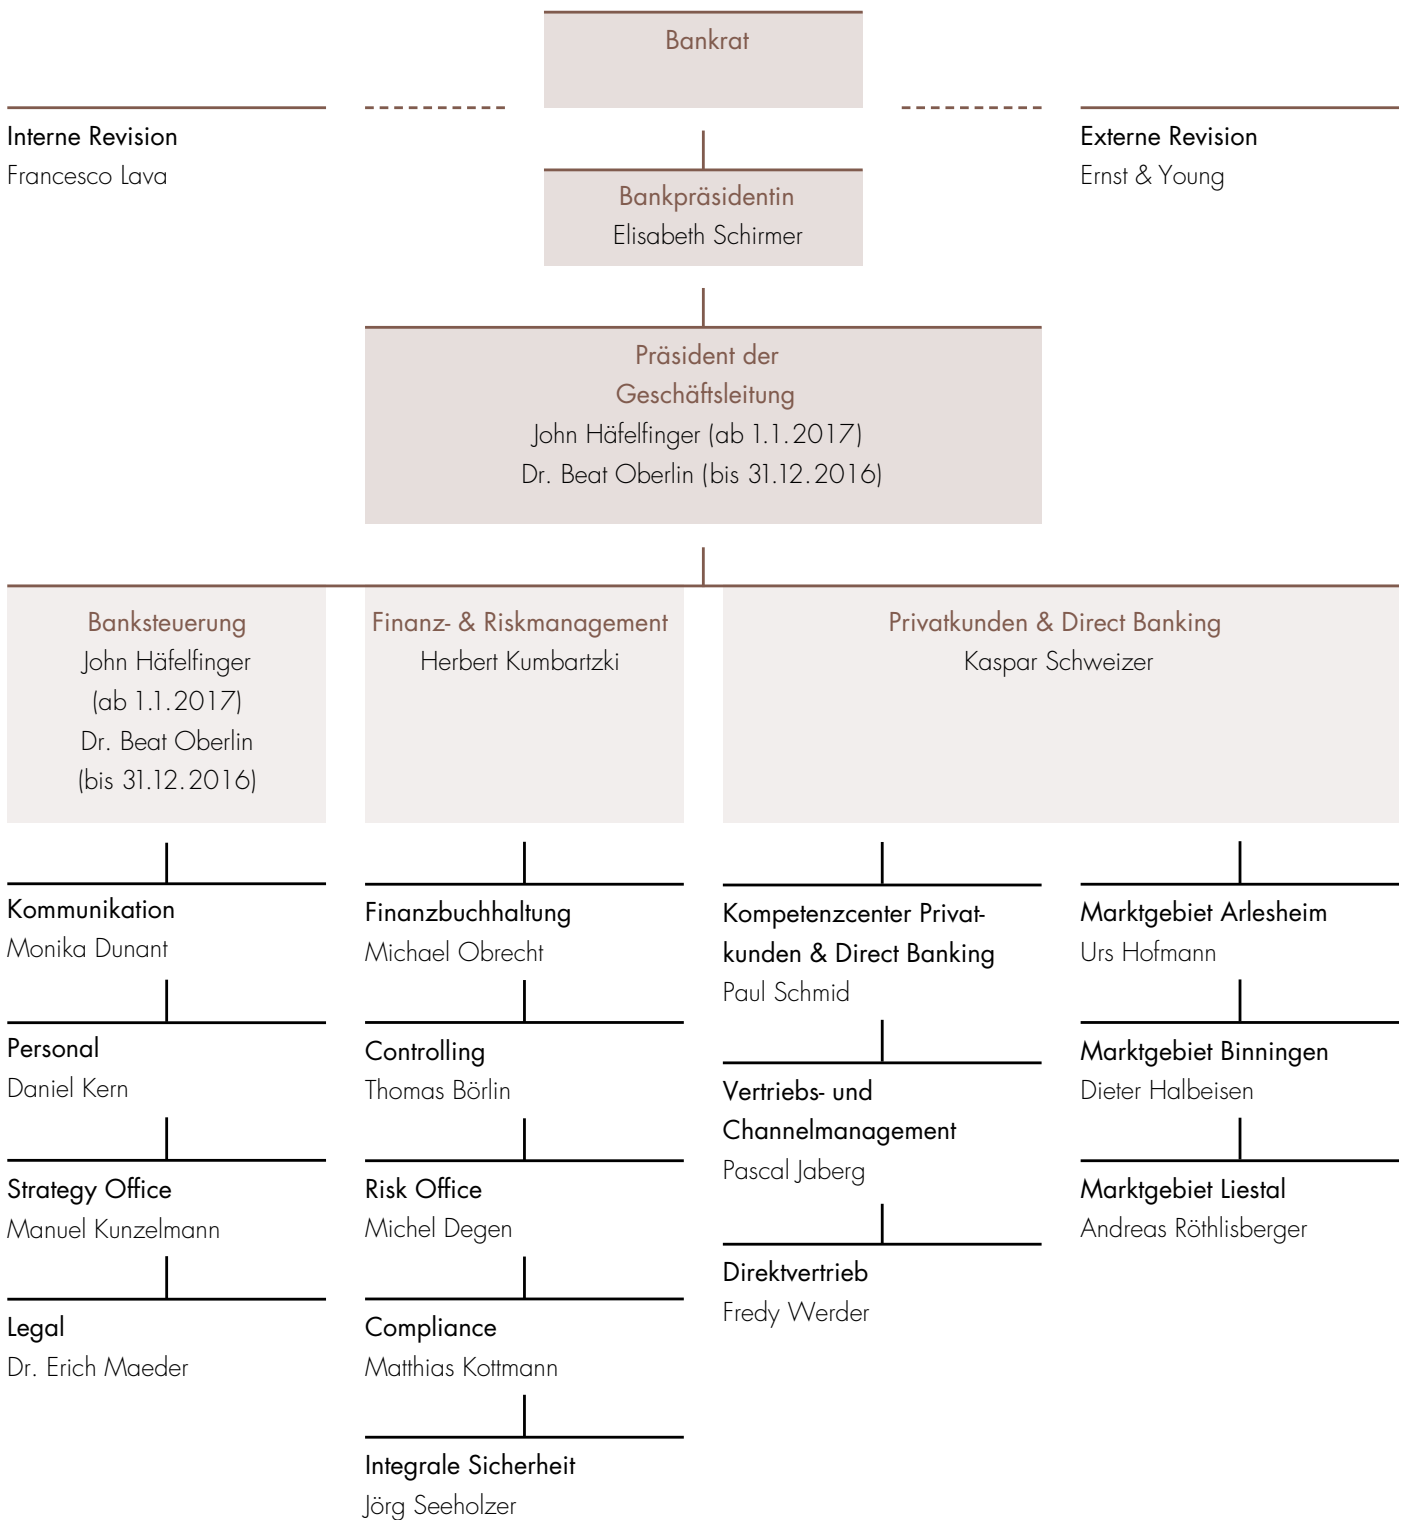 Bankrat
Interne Revision
Francesco Lava
Externe Revision
Ernst & Young
Bankpräsidentin
Elisabeth Schirmer
Präsident der
Geschäftsleitung
John Häfelfinger (ab 1.1.2017)
Dr. Beat Oberlin (bis 31.12.2016)
Banksteuerung
John Häfelfinger
(ab 1.1.2017)
Dr. Beat Oberlin
(bis 31.12.2016)
Finanz- & Riskmanagement
Herbert Kumbartzki
Privatkunden & Direct Banking
Kaspar Schweizer
Kommunikation
Monika Dunant
Personal
Daniel Kern
Strategy Office
Manuel Kunzelmann
Legal
Dr. Erich Maeder
Finanzbuchhaltung
Michael Obrecht
Controlling
Thomas Börlin
Risk Office
Michel Degen
Compliance
Matthias Kottmann
Integrale Sicherheit
Jörg Seeholzer
Kompetenzcenter Privat-
kunden & Direct Banking
Paul Schmid
Vertriebs- und
Channelmanagement
Pascal Jaberg
Direktvertrieb
Fredy Werder
Marktgebiet Arlesheim
Urs Hofmann
Marktgebiet Binningen
Dieter Halbeisen
Marktgebiet Liestal
Andreas Röthlisberger